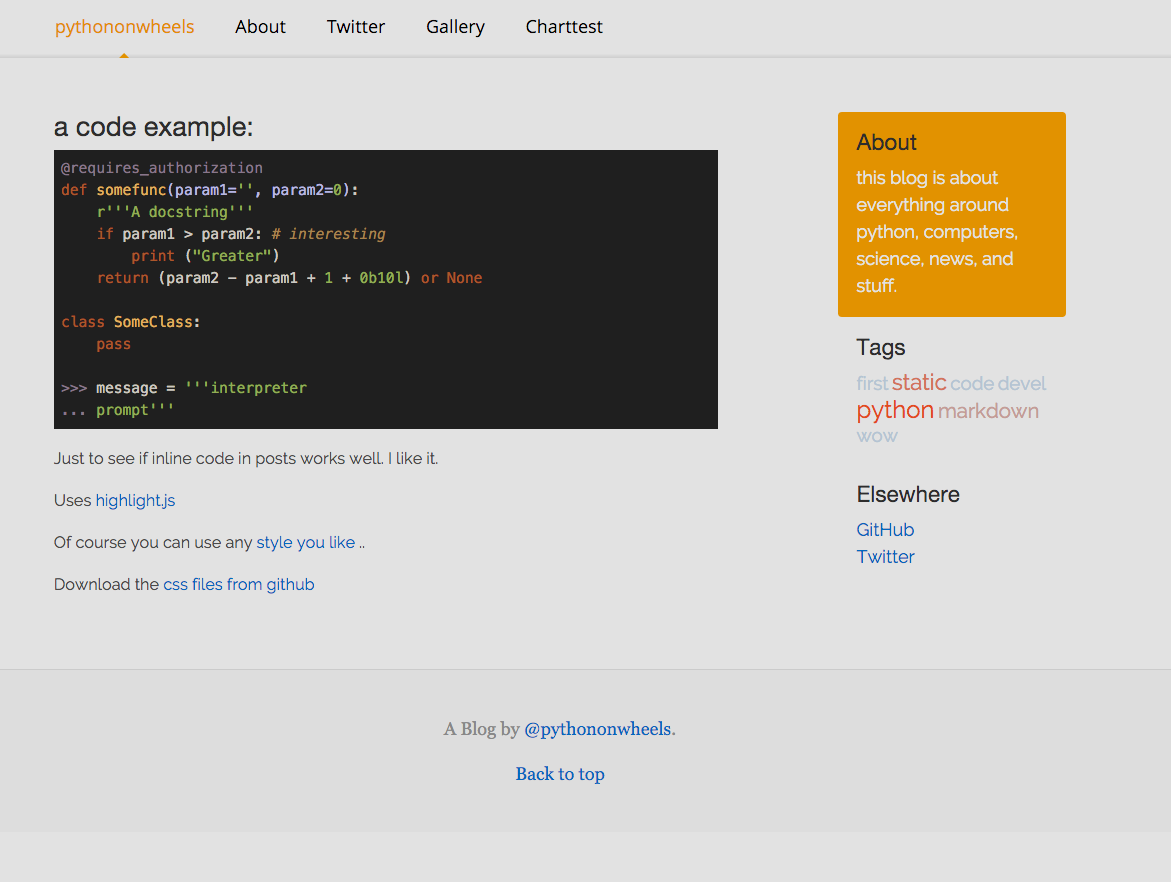 pythononwheels About Twitter Gallery Charttest
a code example:
@requires_authorization
def somefunc(param1='', param2=0):
    r'''A docstring'''
    if param1 > param2: # interesting
        print ("Greater")
    return (param2 - param1 + 1 + 0b10l) or None
class SomeClass:
    pass
>>> message = '''interpreter
... prompt'''
Just to see if inline code in posts works well. I like it.
Uses highlight.js
Of course you can use any style you like ..
Download the css files from github
About
this blog is about
everything around
python, computers,
science, news, and
stuff.
Tags
first static code devel
python markdown
wow
Elsewhere
GitHub
Twitter
A Blog by @pythononwheels.
Back to top